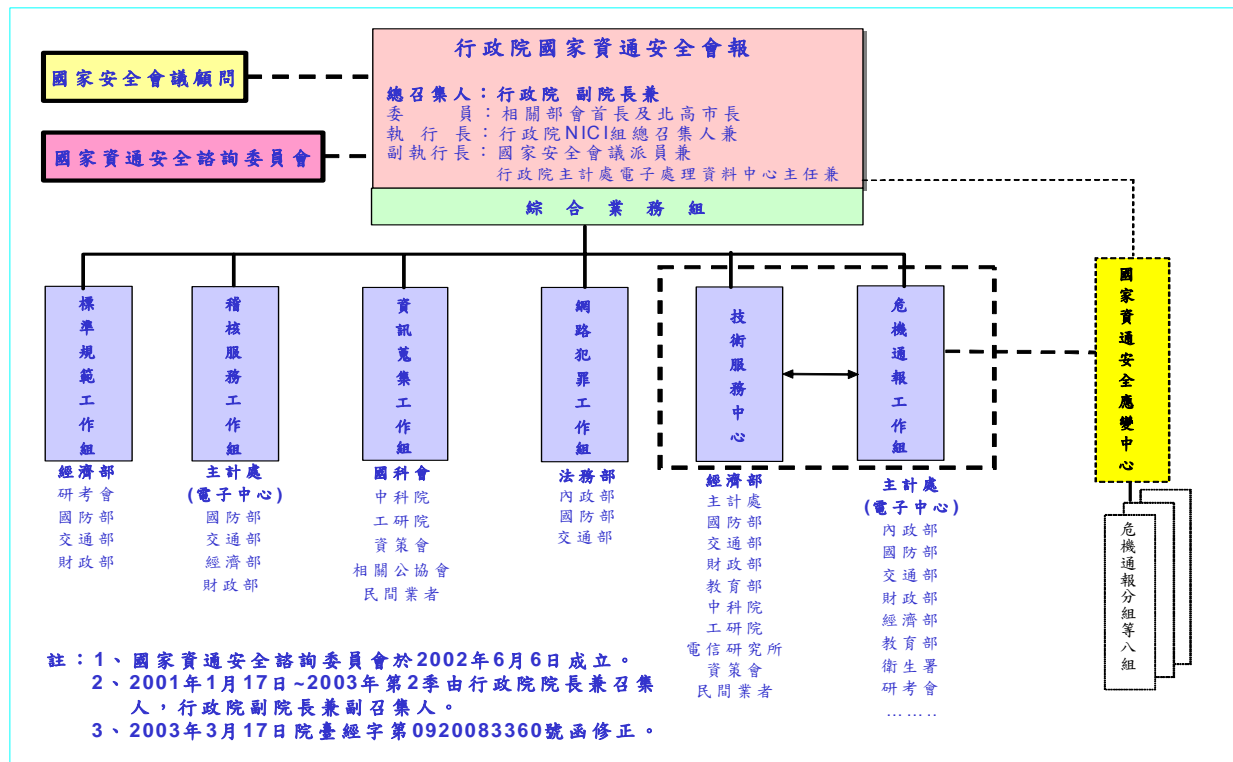 行政院國家資通安全會報
國家安全會議顧問
總召集人：行政院 副院長兼
委員：相關部會首長及北高市長
執行長：行政院NICI組總召集人兼
副執行長：國家安全會議派員兼
行政院主計處電子處理資料中心主任兼
國家資通安全諮詢委員會
綜合業務組
標準規範工作組
經濟部
研考會
國防部
交通部
財政部
稽核服務工作組
主計處
(電子中心)
國防部
交通部
經濟部
財政部
資訊蒐集工作組
國科會
中科院
工研院
資策會
相關公協會
民間業者
網路犯罪工作組
法務部
內政部
國防部
交通部
技術服務中心
經濟部
主計處
國防部
交通部
財政部
教育部
中科院
工研院
電信研究所
資策會
民間業者
危機通報工作組
主計處
(電子中心)
內政部
國防部
交通部
財政部
經濟部
教育部
衛生署
研考會
……..
國家資通安全應變中心
危機通報分組等八組
註：1、國家資通安全諮詢委員會於2002年6月6日成立。
2、2001年1月17日~2003年第2季由行政院院長兼召集
人，行政院副院長兼副召集人。
3、2003年3月17日院臺經字第0920083360號函修正。